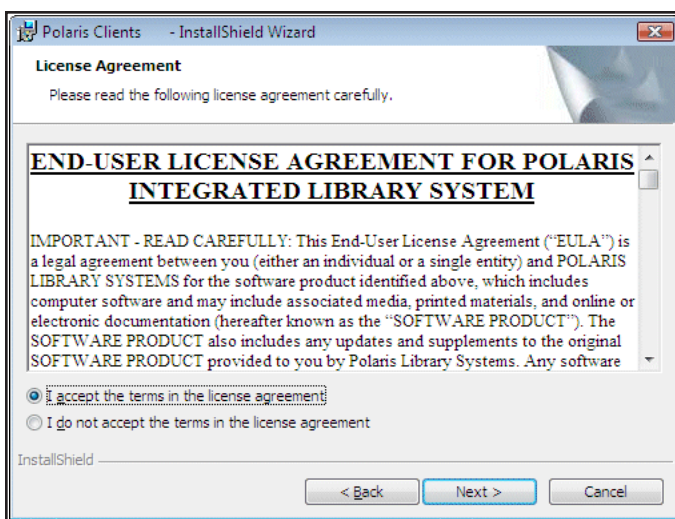 Polaris Clients - InstallShield Wizard
License Agreement
Please read the following license agreement carefully.
END-USER LICENSE AGREEMENT FOR POLARIS
INTEGRATED LIBRARY SYSTEM
IMPORTANT - READ CAREFULLY: This End-User License Agreement (“EULA”) is
a legal agreement between you (either an individual or a single entity) and POLARIS
LIBRARY SYSTEMS for the software product identified above, which includes
computer software and may include associated media, printed materials, and online or
electronic documentation (hereafter known as the “SOFTWARE PRODUCT”). The
SOFTWARE PRODUCT also includes any updates and supplements to the original
SOFTWARE PRODUCT provided to you by Polaris Library Systems. Any software
I accept the terms in the license agreement
I do not accept the terms in the license agreement
InstallShield
< Back Next > Cancel